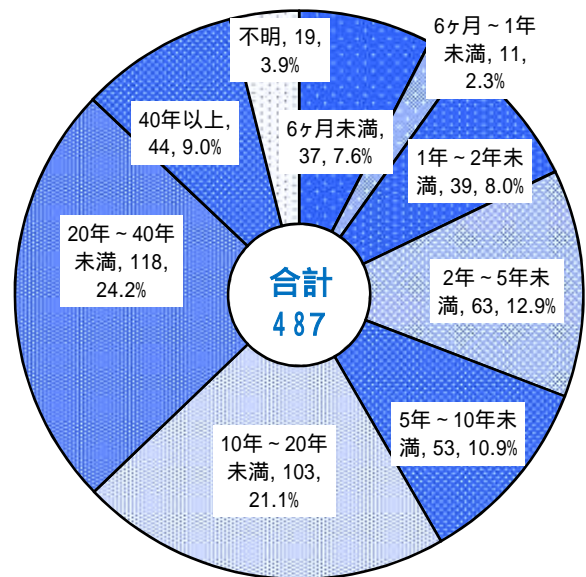 不明, 19,
3.9%
6ヶ月未満,
37, 7.6%
6ヶ月～1年
未満, 11,
2.3%
1年～2年未
満, 39, 8.0%
2年～5年未
満, 63, 12.9%
5年～10年未
満, 53, 10.9%
10年～20年
未満, 103,
21.1%
20年～40年
未満, 118,
24.2%
40年以上,
44, 9.0%
合計
487